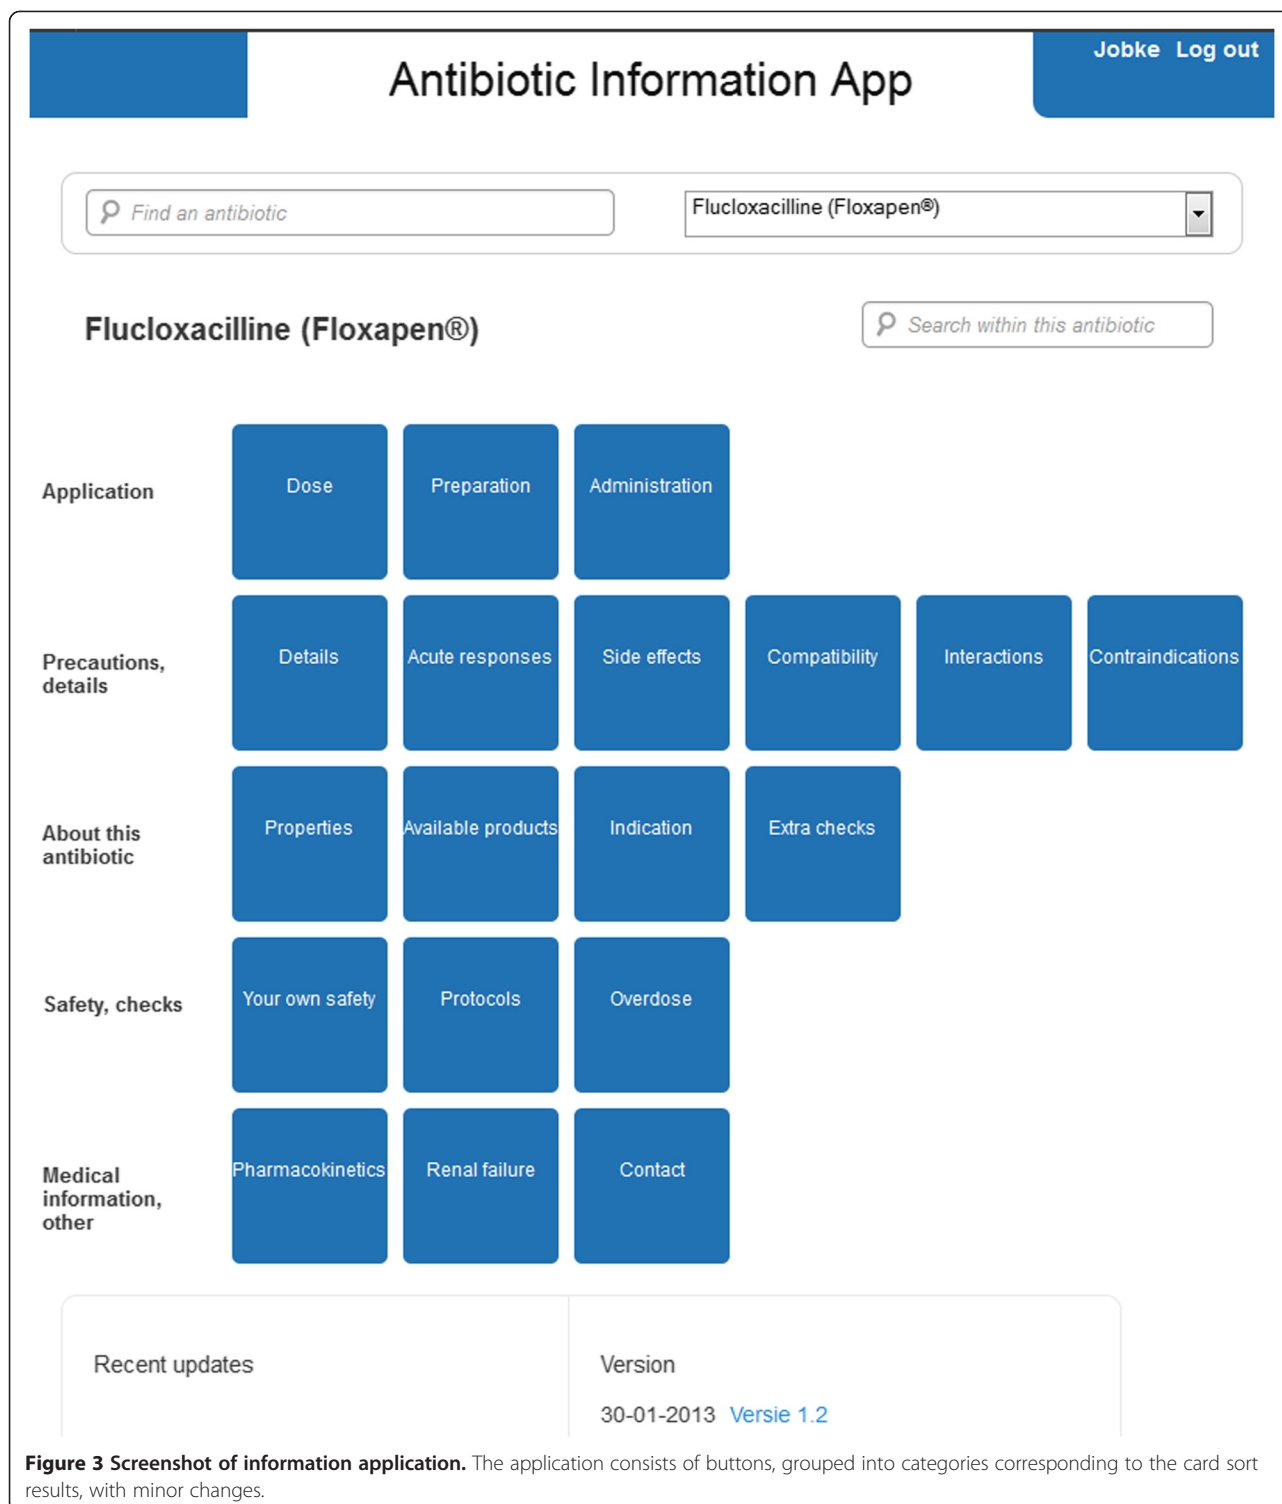 Jobke Log out
Antibiotic Information App
Find an antibiotic
Flucloxacilline (Floxapen®)
Flucloxacilline (Floxapen®)
Search within this antibiotic
Application
Dose
Preparation
Administration
Precautions,
details
Details
Acute responses
Side effects
Compatibility
Interactions
Contraindications
About this
antibiotic
Properties
Available products
Indication
Extra checks
Safety, checks
Your own safety
Protocols
Overdose
Medical
information,
other
Pharmacokinetics
Renal failure
Contact
Recent updates
Version
30-01-2013 Versie 1.2
Figure 3 Screenshot of information application. The application consists of buttons, grouped into categories corresponding to the card sort
results, with minor changes.